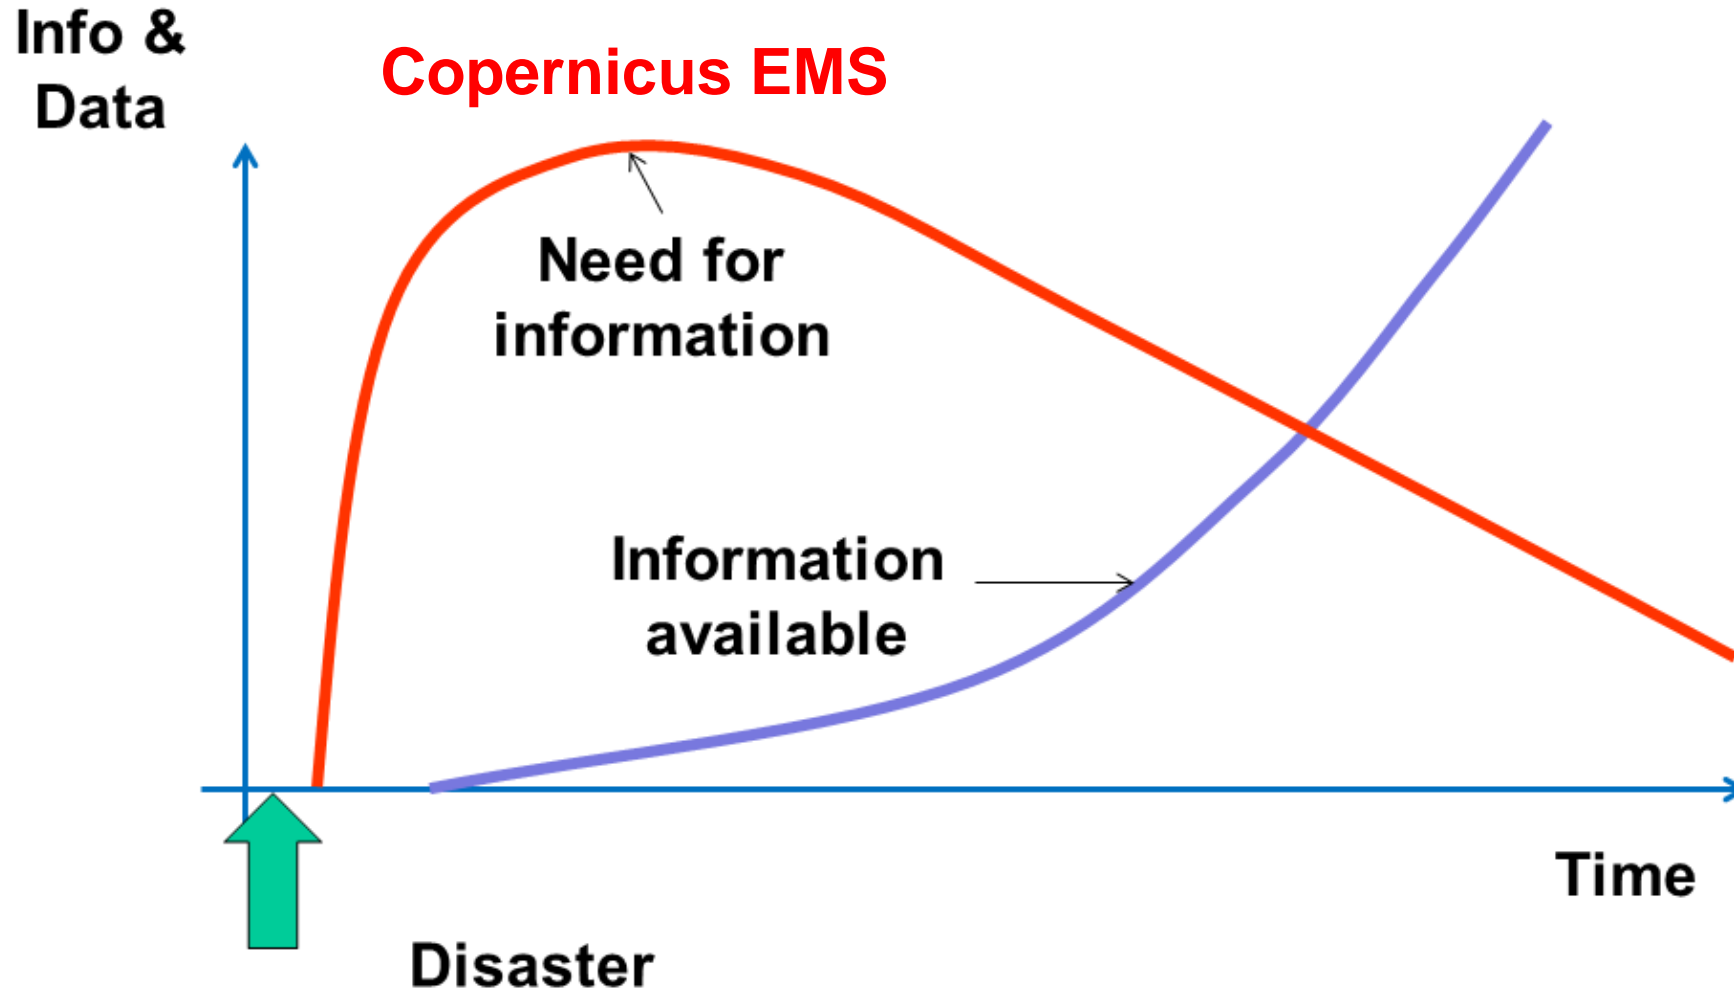 Info &
Data
Copernicus EMS
Need for
information
Information
available
Time
Disaster